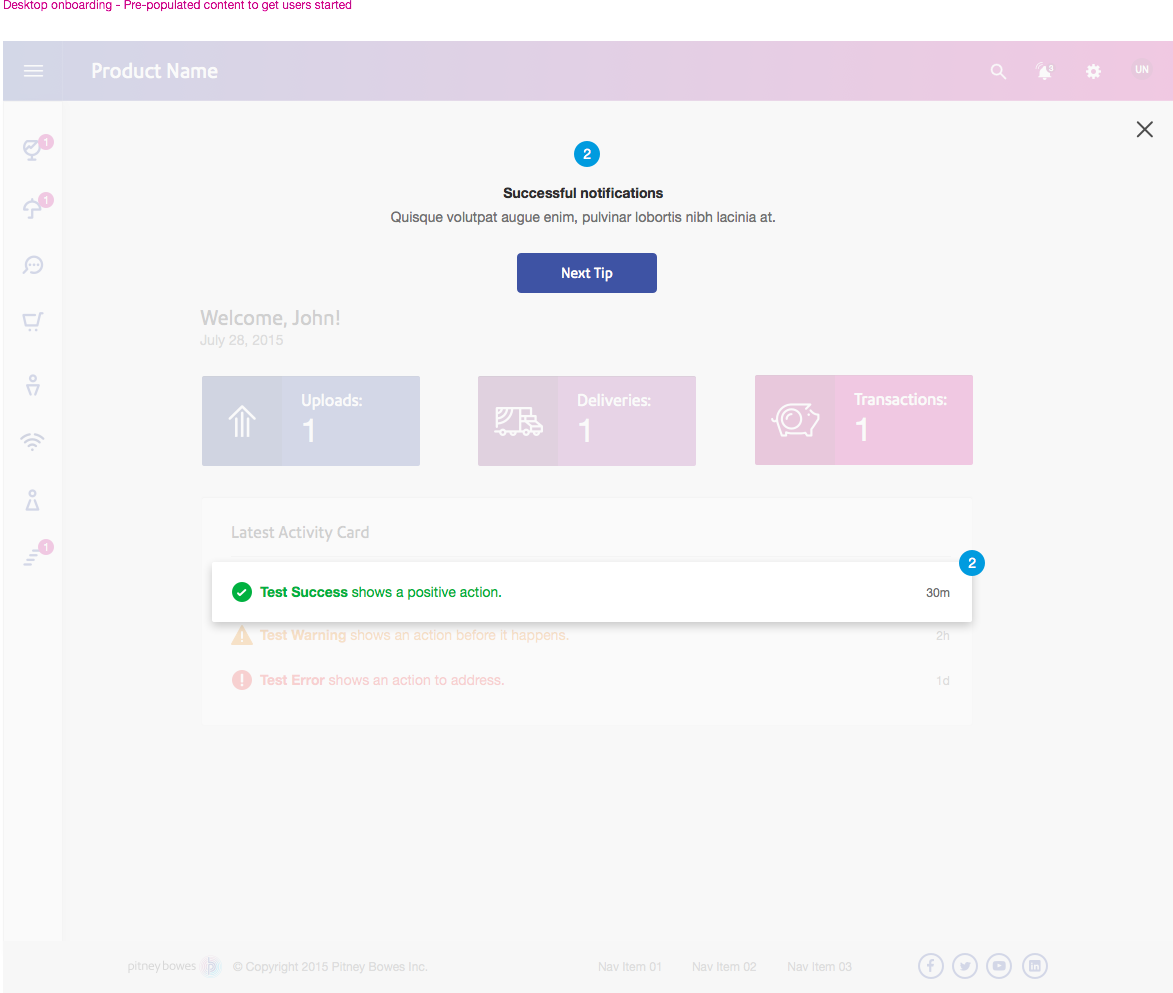 Desktop onboarding - Pre-populated content to get users started
Product Name
5
UN
1
2
1
Successful notifications
Quisque volutpat augue enim, pulvinar lobortis nibh lacinia at.
Next Tip
Welcome, John!
July 28, 2015
Uploads:
1
Deliveries:
1
Transactions:
1
Latest Activity Card
1
2
Test Success shows a positive action.
30m
Test Warning shows an action before it happens.
2h
Test Error shows an action to address.
1d
pitney bowes
© Copyright 2015 Pitney Bowes Inc.
Nav Item 01
Nav Item 02
Nav Item 03